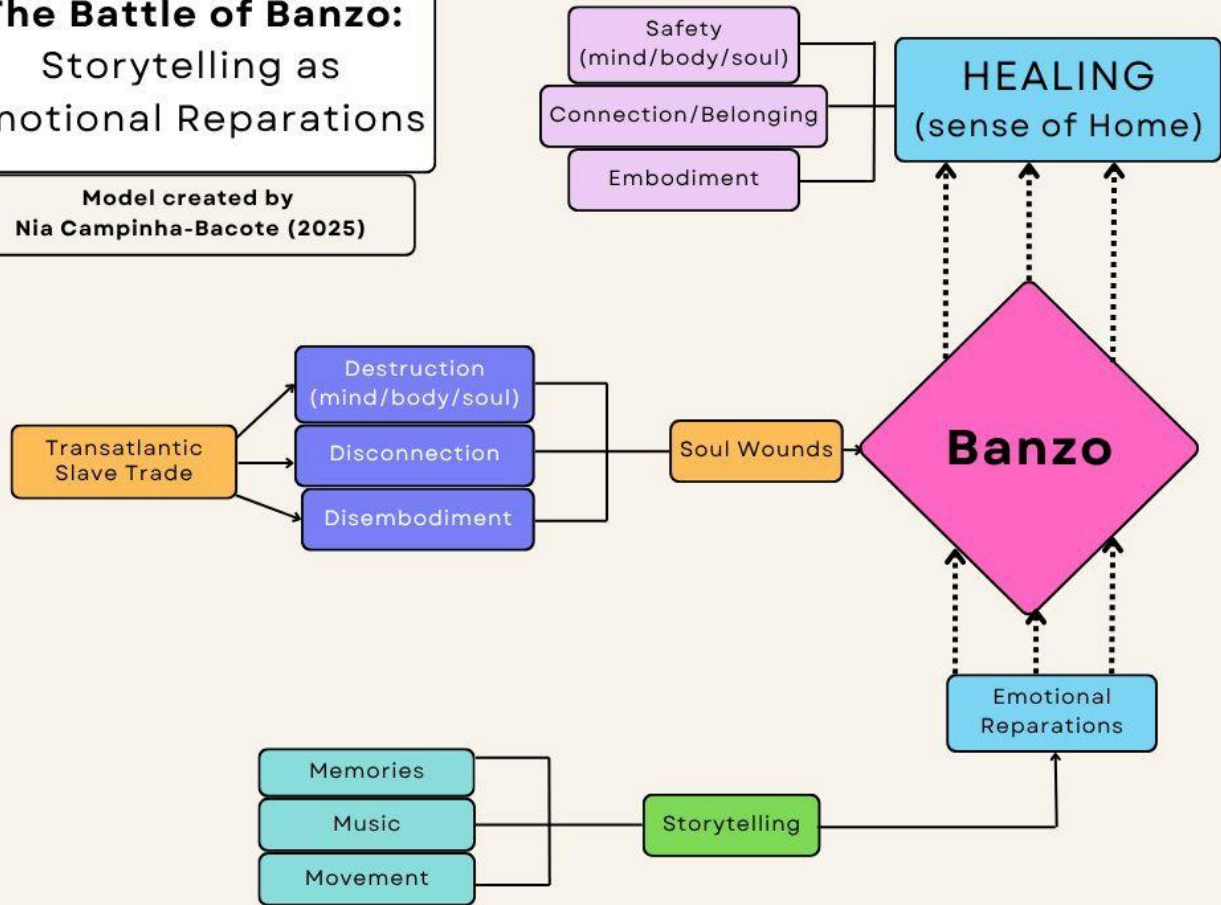 The Battle of Banzo:
Storytelling as
motional Reparations
Model created by
Nia Campinha-Bacote (2025)
Safety
(mind/body/soul)
Connection/Belonging
Embodiment
HEALING
(sense of Home)
Transatlantic
Slave Trade
Destruction
(mind/body/soul)
Disconnection
Disembodiment
Soul Wounds
Banzo
Emotional
Reparations
Memories
Music
Movement
Storytelling